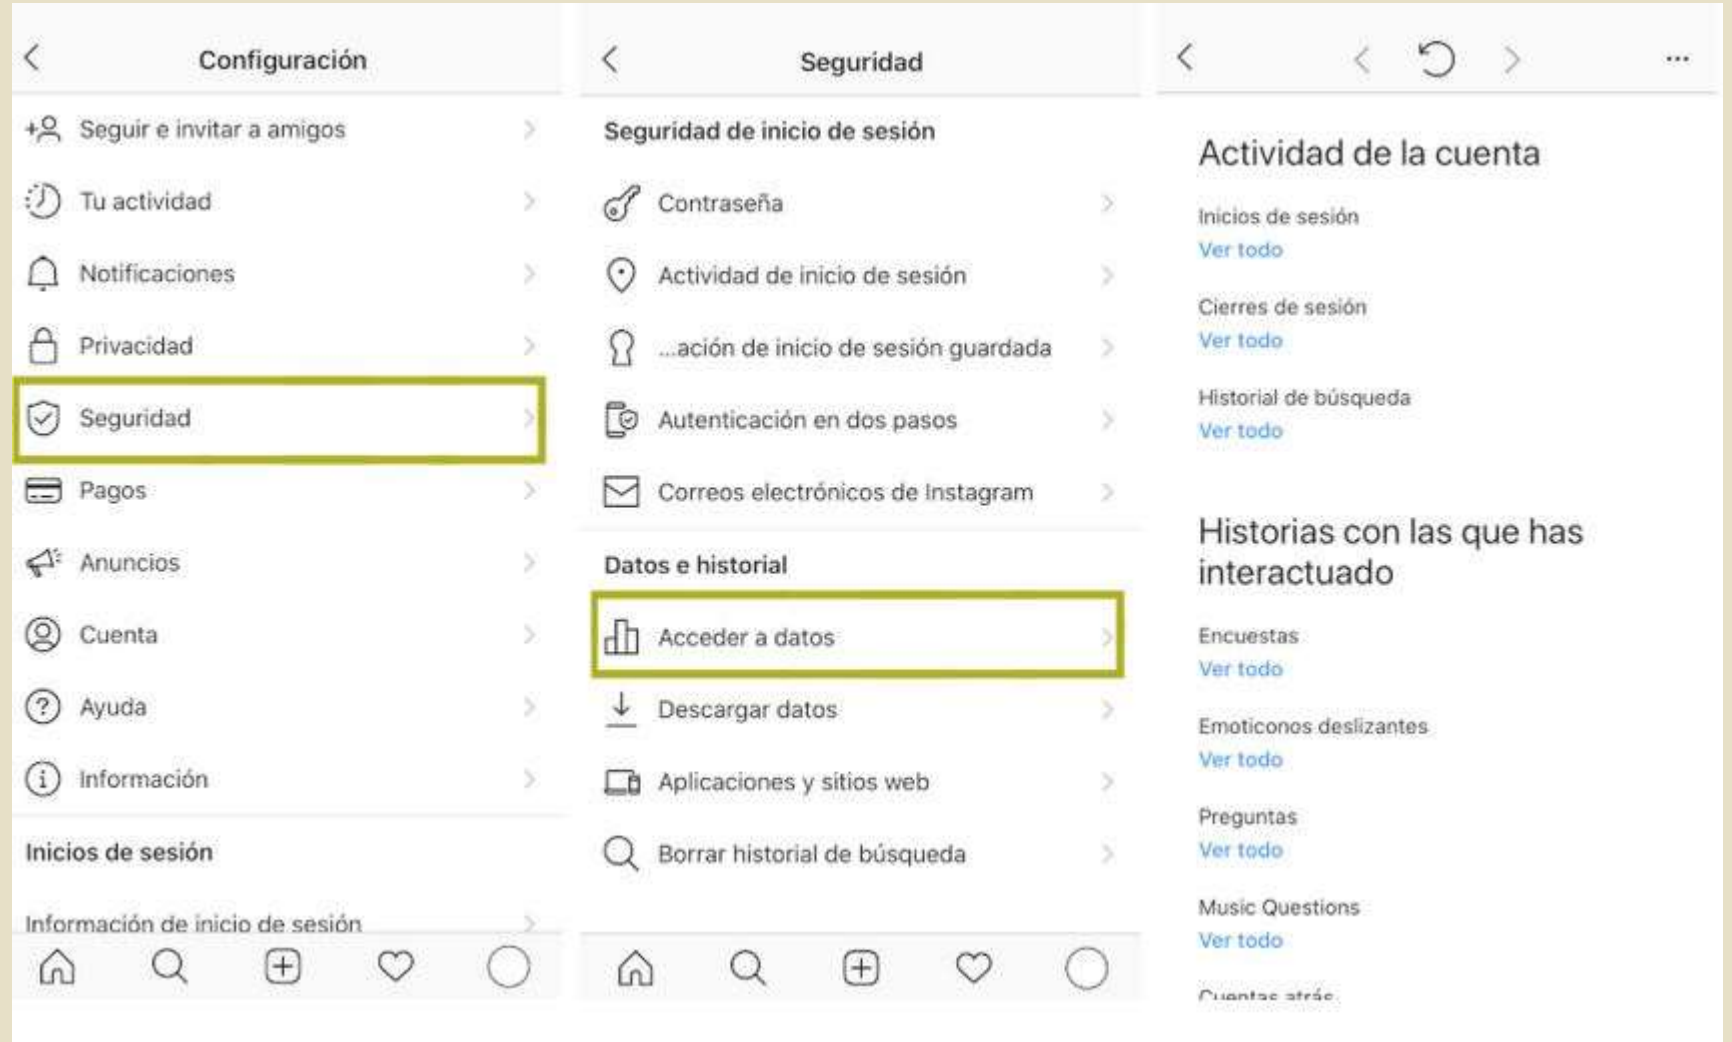 Configuración
Seguir e invitar a amigos
Tu actividad
Notificaciones
Privacidad
Seguridad
Pagos
Anuncios
Cuenta
Ayuda
Información
Inicios de sesión
Información de inicio de sesión
Seguridad
Seguridad de inicio de sesión
Contraseña
Actividad de inicio de sesión
...ación de inicio de sesión guardada
Autenticación en dos pasos
Correos electrónicos de Instagram
Datos e historial
Acceder a datos
Descargar datos
Aplicaciones y sitios web
Borrar historial de búsqueda
Actividad de la cuenta
Inicios de sesión
Ver todo
Cierres de sesión
Ver todo
Historial de búsqueda
Ver todo
Historias con las que has
interactuado
Encuestas
Ver todo
Emoticonos deslizantes
Ver todo
Preguntas
Ver todo
Music Questions
Ver todo
Cuentas atrás